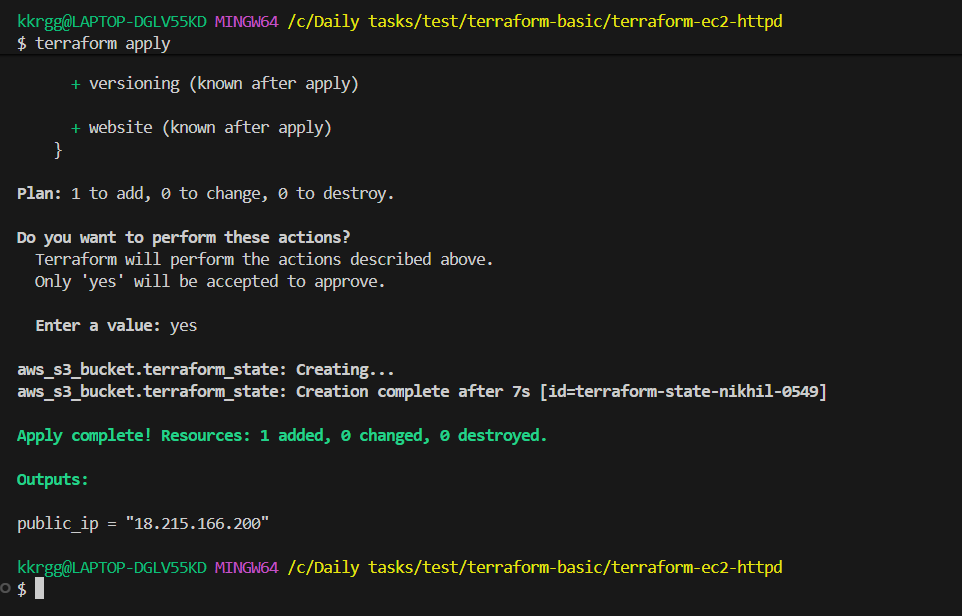 kkrgg@LAPTOP-DGLV55KD MINGW64 /c/Daily tasks/test/terraform-basic/terraform-ec2-httpd
$ terraform apply
+ versioning (known after apply)
+ website (known after apply)
}
Plan: 1 to add, 0 to change, 0 to destroy.
Do you want to perform these actions?
Terraform will perform the actions described above.
Only 'yes' will be accepted to approve.
Enter a value: yes
aws_s3_bucket.terraform_state: Creating...
aws_s3_bucket.terraform_state: Creation complete after 7s [id=terraform-state-nikhil-0549]
Apply complete! Resources: 1 added, 0 changed, 0 destroyed.
Outputs:
public_ip = "18.215.166.200"
kkrgg@LAPTOP-DGLV55KD MINGW64 /c/Daily tasks/test/terraform-basic/terraform-ec2-httpd
$